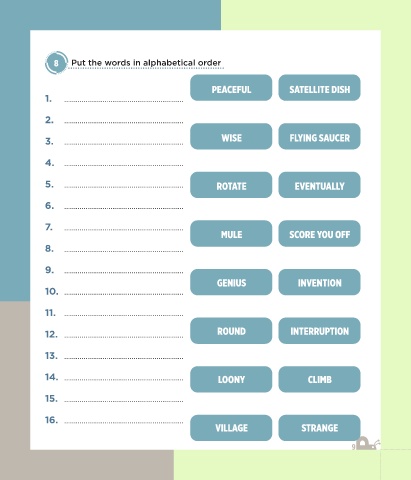 8 Put the words in alphabetical order
PEACEFUL SATELLITE DISH
1.
2.
WISE FLYING SAUCER
3.
4.
5. ROTATE EVENTUALLY
6.
7. MULE SCORE YOU OFF
8.
9. GENIUS INVENTION
10.
11.
12. ROUND INTERRUPTION
13.
14. LOONY CLIMB
15.
16. VILLAGE STRANGE